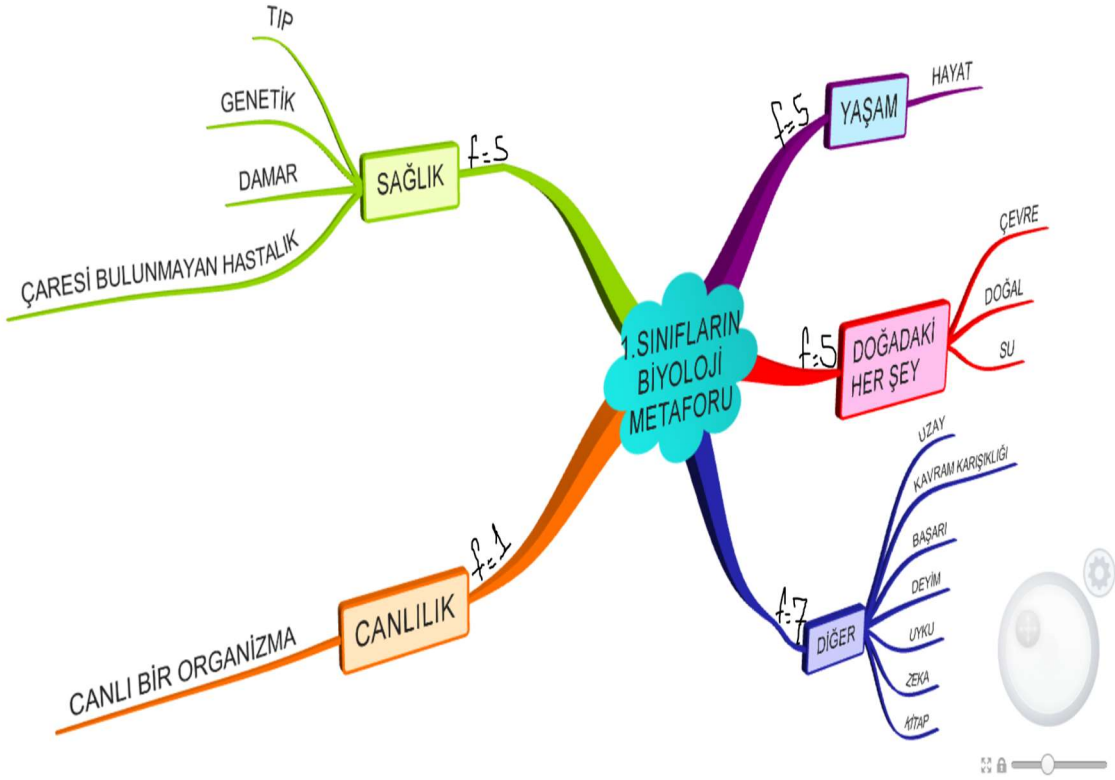 TIP
GENETİK
DAMAR
ÇARESİ BULUNMAYAN HASTALIK
SAĞLIK
f=5
CANLI BİR ORGANİZMA
CANLILIK
f=1
1.SINIFLARIN
BİYOLOJİ
METAFORU
f=5
YAŞAM
HAYAT
f=5
DOĞADAKİ
HER ŞEY
ÇEVRE
DOĞAL
SU
f=7
DİĞER
UZAY
KAVRAM KARIŞIKLIĞI
BAŞARI
DEYİM
UYKU
ZEKA
KİTAP